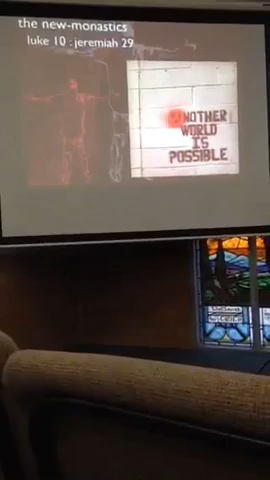 the new-monastics
luke 10 : jeremiah 29
ANOTHER
WORLD
IS
POSSIBLE